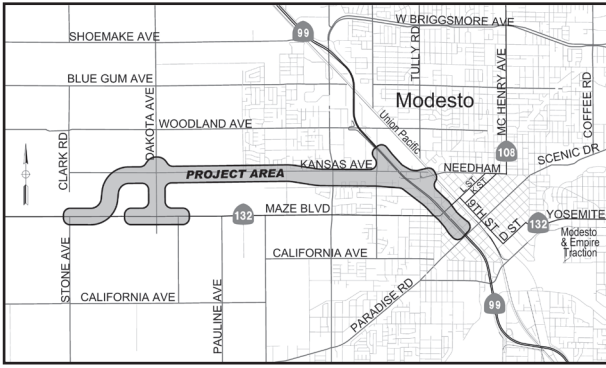 W BRIGGSMORE AVE
SHOEMAKE AVE
99
TULLY RD
MC HENRY AVE
COFFEE RD
BLUE GUM AVE
Modesto
DAKOTA AVE
WOODLAND AVE
Union Pacific
CLARK RD
108
SCENIC DR
KANSAS AVE
NEEDHAM
PROJECT AREA
L ST
K ST
9TH ST
D ST
132
MAZE BLVD
132
YOSEMITE
Modesto
& Empire
Traction
STONE AVE
CALIFORNIA AVE
CALIFORNIA AVE
PAULINE AVE
PARADISE RD
99